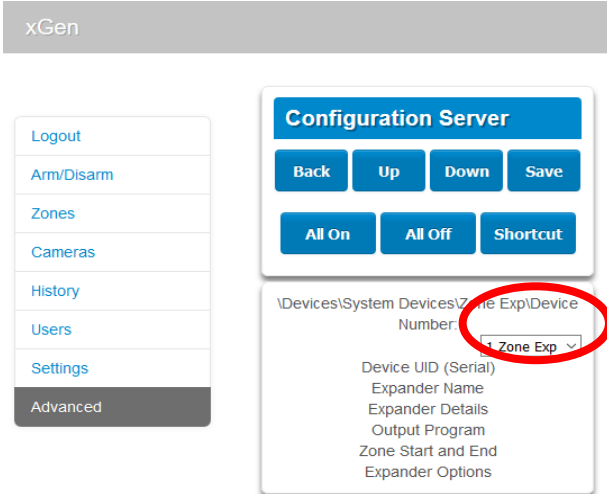 xGen
Logout
Arm/Disarm
Zones
Cameras
History
Users
Settings
Advanced
Configuration Server
Back Up Down Save
All On All Off Shortcut
\Devices\System Devices\Zone Exp\Device
Number:
1 Zone Exp
Device UID (Serial)
Expander Name
Expander Details
Output Program
Zone Start and End
Expander Options